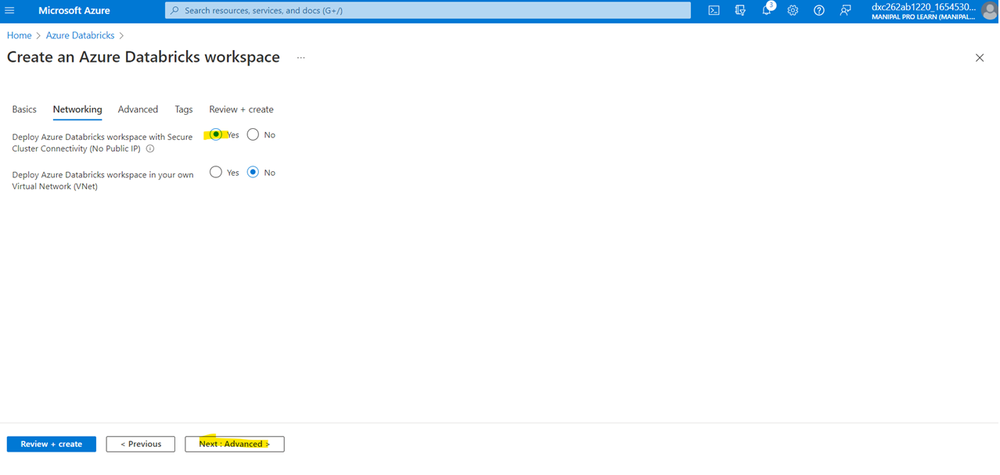 Microsoft Azure
Search resources, services, and docs (G+/)
3
dxc262ab1220_1654530...
MANIPAL PRO LEARN (MANIPAL...
Home > Azure Databricks >
Create an Azure Databricks workspace ...
Basics Networking Advanced Tags Review + create
Deploy Azure Databricks workspace with Secure
Cluster Connectivity (No Public IP)
Yes No
Deploy Azure Databricks workspace in your own
Virtual Network (VNet)
Yes No
Review + create < Previous Next : Advanced >